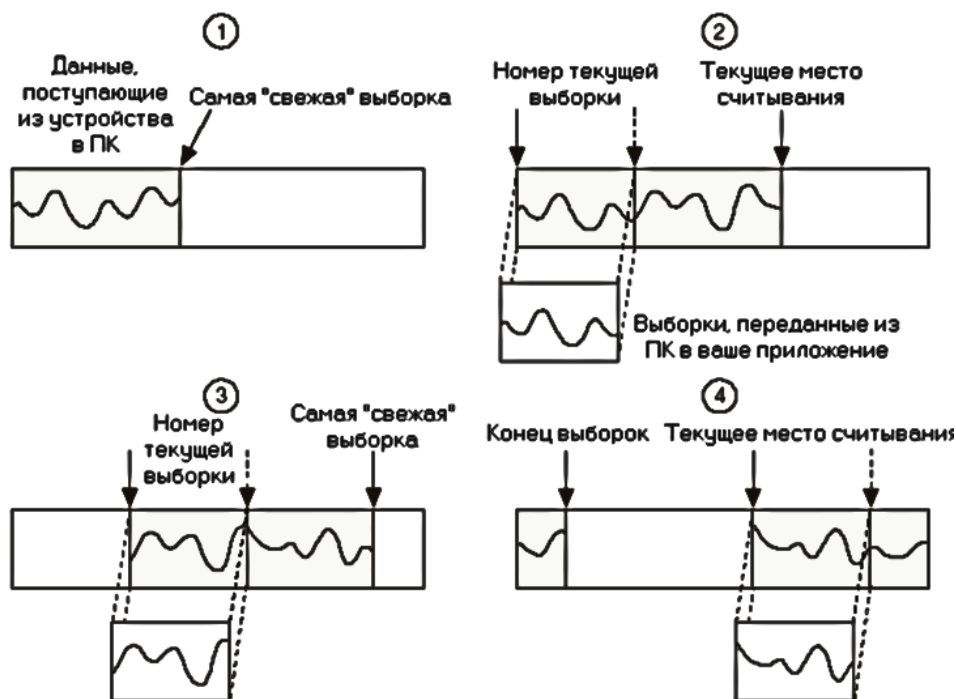 1
Данные,
поступающие
из устройства
в ПК
Самая "свежая" выборка
2
Номер текущей
выборки
Текущее место
считывания
Выборки, переданные из
ПК в ваше приложение
3
Номер
текущей
выборки
Самая "свежая"
выборка
4
Конец выборок
Текущее место считывания